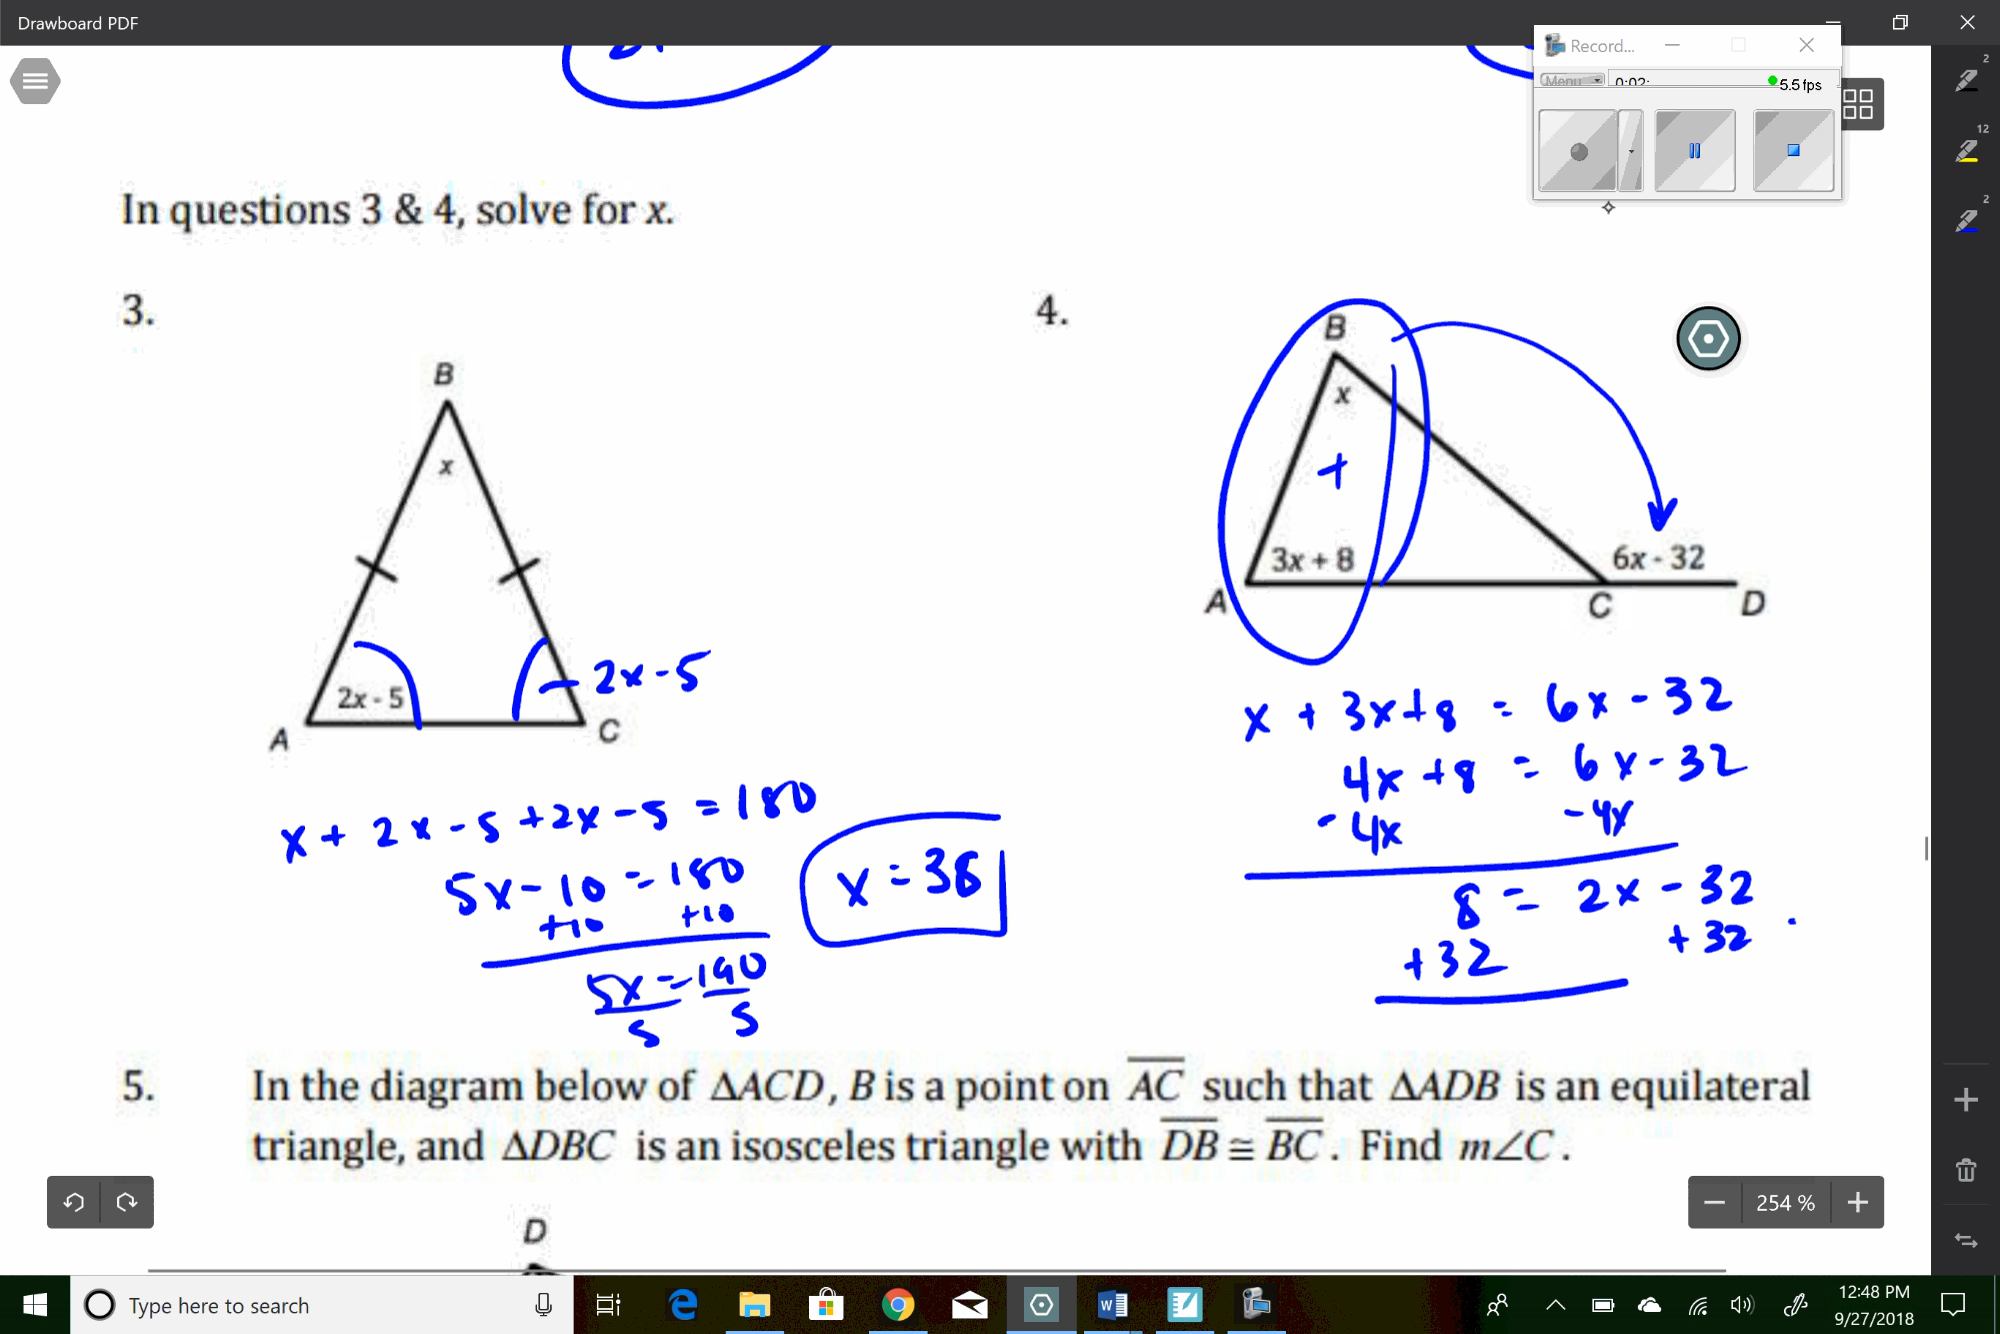 Drawboard PDF
Record...
Menu
0:02:
5.5 fps
2
12
2
In questions 3 & 4, solve for x.
3.
B
x
2x - 5
A
C
2x - 5
x + 2x - 5 + 2x - 5 = 180
5x - 10 = 180
+10 +10
5x = 190
5 5
x = 38
4.
B
x
+
3x + 8
6x - 32
A
C
D
x + 3x + 8 = 6x - 32
4x + 8 = 6x - 32
- 4x - 4x
8 = 2x - 32
+ 32 + 32
5. In the diagram below of ΔACD, B is a point on A̅C̅ such that ΔADB is an equilateral
triangle, and ΔDBC is an isosceles triangle with D̅B̅ ≅ B̅C̅. Find m∠C.
D
254 %
Type here to search
12:48 PM
9/27/2018